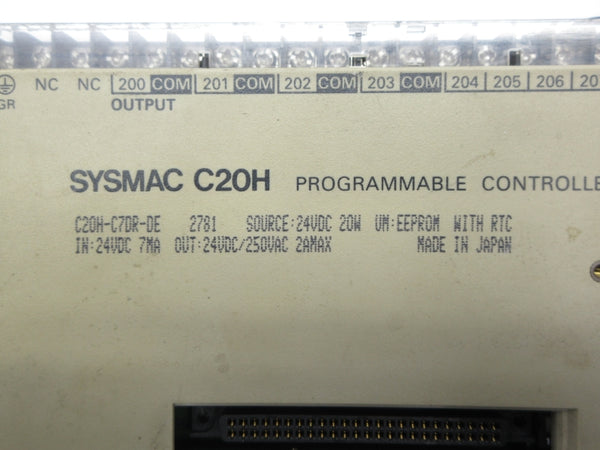 GR NC NC 200 COM 201 COM 202 COM 203 COM 204 205 206 20
OUTPUT
SYSMAC C20H PROGRAMMABLE CONTROLLE
C20H-C7DR-DE 2781 SOURCE:24VDC 20W UM:EEPROM WITH RTC
IN:24VDC 7MA OUT:24VDC/250VAC 2AMAX MADE IN JAPAN